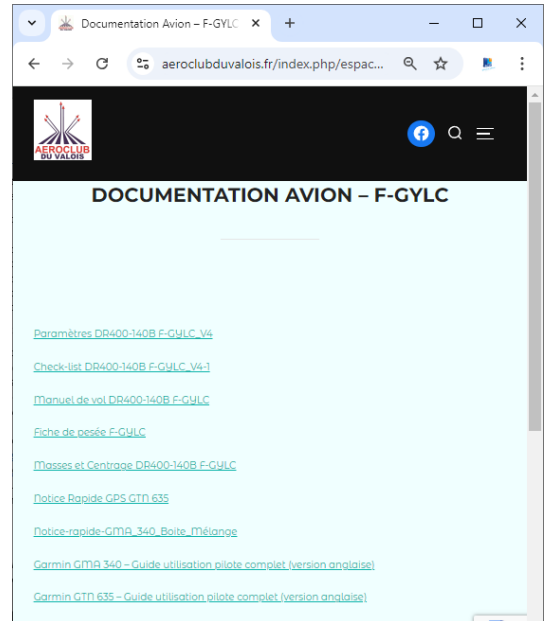 Documentation Avion – F-GYLC
aeroclubduvalois.fr/index.php/espac...
AEROCLUB
DU VALOIS
DOCUMENTATION AVION – F-GYLC
Paramètres DR400-140B F-GYLC_V4
Check-list DR400-140B F-GYLC_V4-1
Manuel de vol DR400-140B F-GYLC
Fiche de pesée F-GYLC
Masses et Centrage DR400-140B F-GYLC
Notice Rapide GPS GTN 635
Notice-rapide-GMA_340_Boite_Mélange
Garmin GMA 340 – Guide utilisation pilote complet (version anglaise)
Garmin GTN 635 – Guide utilisation pilote complet (version anglaise)